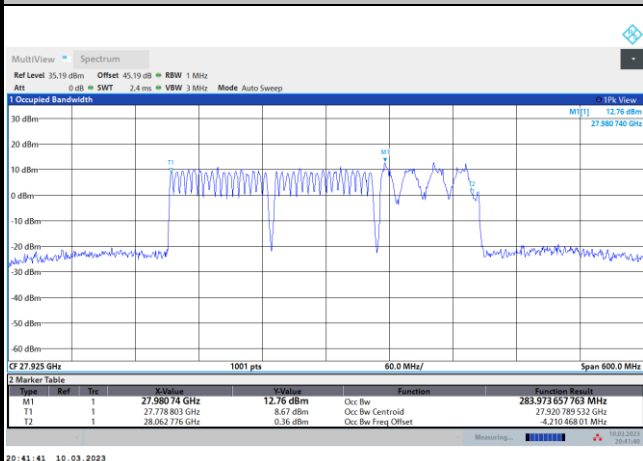 MultiView Spectrum
Ref Level 35.19 dBm Offset 45.19 dB RBW 1 MHz
Att 0 dB SWT 2.4 ms VBW 3 MHz Mode Auto Sweep
1 Occupied Bandwidth 1Pk View
M1[1] 12.76 dBm
27.980 740 GHz
30 dBm
20 dBm
M1
T1
10 dBm
T2
0 dBm
-10 dBm
-20 dBm
-30 dBm
-40 dBm
-50 dBm
-60 dBm
CF 27.925 GHz 1001 pts 60.0 MHz/ Span 600.0 MHz
2 Marker Table
Type Ref Trc X-Value Y-Value Function Function Result
M1 1 27.98074 GHz 12.76 dBm Occ Bw 283.973 657 763 MHz
T1 1 27.778 803 GHz 8.67 dBm Occ Bw Centroid 27.920 789 532 GHz
T2 1 28.062 776 GHz 0.36 dBm Occ Bw Freq Offset -4.210 468 01 MHz
Measuring... 10.03.2023
20:41:40
20:41:41 10.03.2023